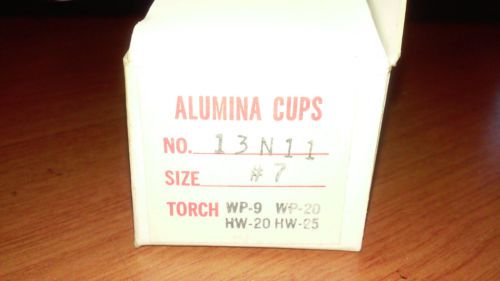 ALUMINA CUPS
NO. 13N11
SIZE #7
TORCH WP-9 WP-20
HW-20 HW-25